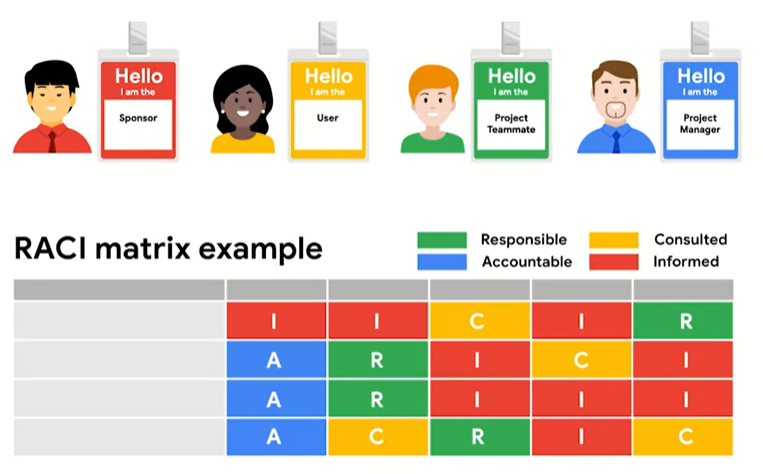 Hello
I am the
Sponsor
Hello
I am the
User
Hello
I am the
Project
Teammate
Hello
I am the
Project
Manager
RACI matrix example
Responsible
Consulted
Accountable
Informed
I I C I R
A R I C I
A R I I I
A C R I C